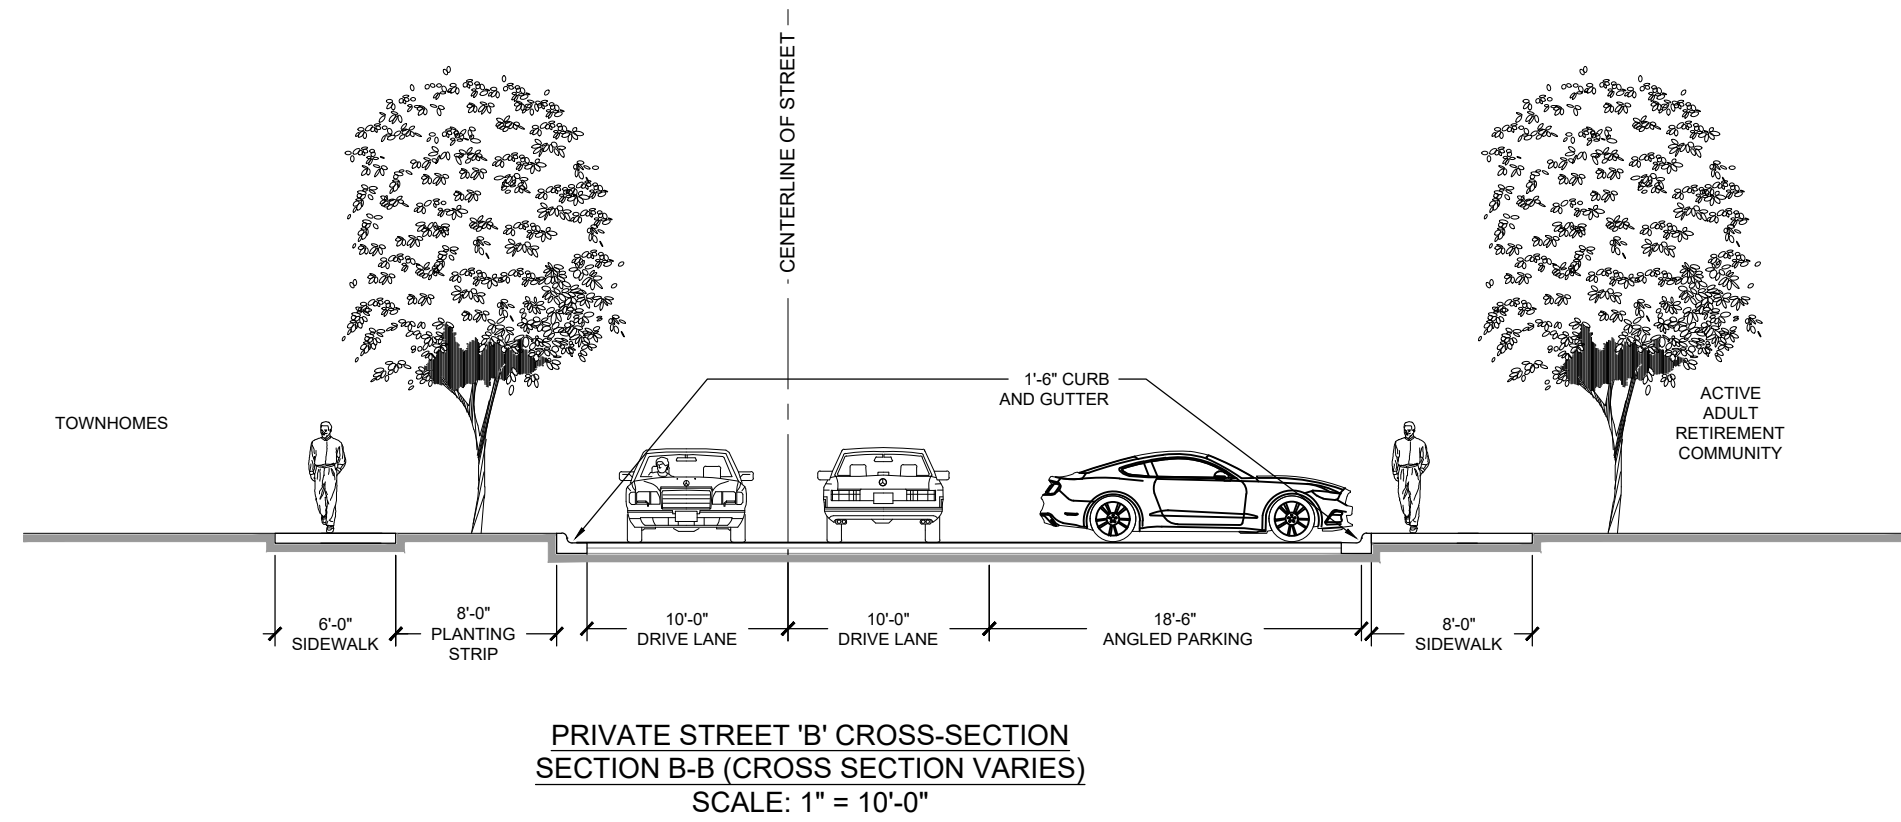 CENTERLINE OF STREET
1'-6" CURB
AND GUTTER
TOWNHOMES
ACTIVE
ADULT
RETIREMENT
COMMUNITY
6'-0"
SIDEWALK
8'-0"
PLANTING
STRIP
10'-0"
DRIVE LANE
10'-0"
DRIVE LANE
18'-6"
ANGLED PARKING
8'-0"
SIDEWALK
PRIVATE STREET 'B' CROSS-SECTION
SECTION B-B (CROSS SECTION VARIES)
SCALE: 1" = 10'-0"